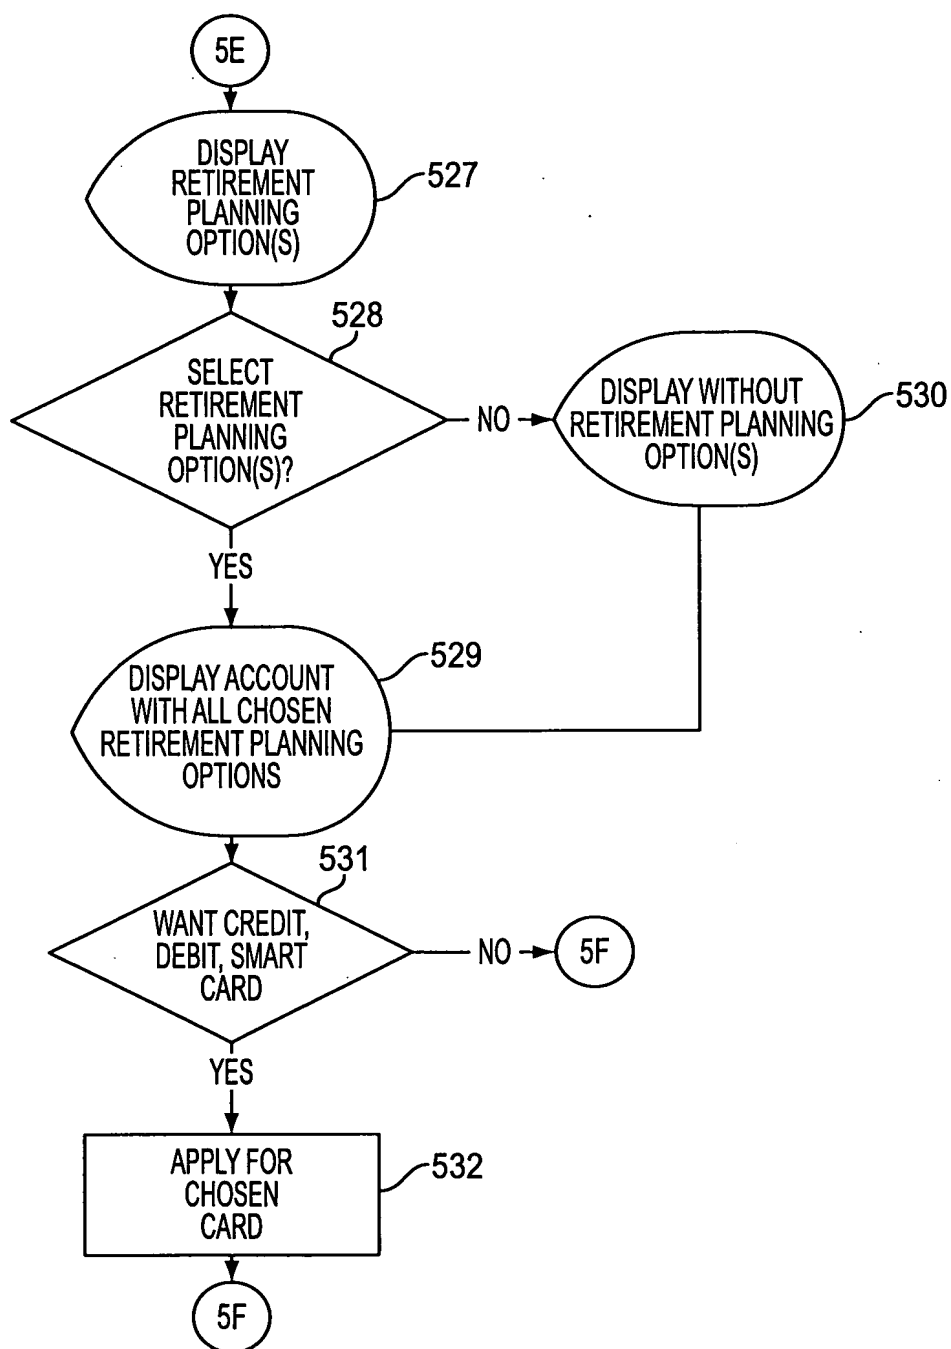 5E
DISPLAY
RETIREMENT
PLANNING
OPTION(S)
527
528
SELECT
RETIREMENT
PLANNING
OPTION(S)?
NO
DISPLAY WITHOUT
RETIREMENT PLANNING
OPTION(S)
530
YES
DISPLAY ACCOUNT
WITH ALL CHOSEN
RETIREMENT PLANNING
OPTIONS
529
531
WANT CREDIT,
DEBIT, SMART
CARD
NO
5F
YES
APPLY FOR
CHOSEN
CARD
532
5F